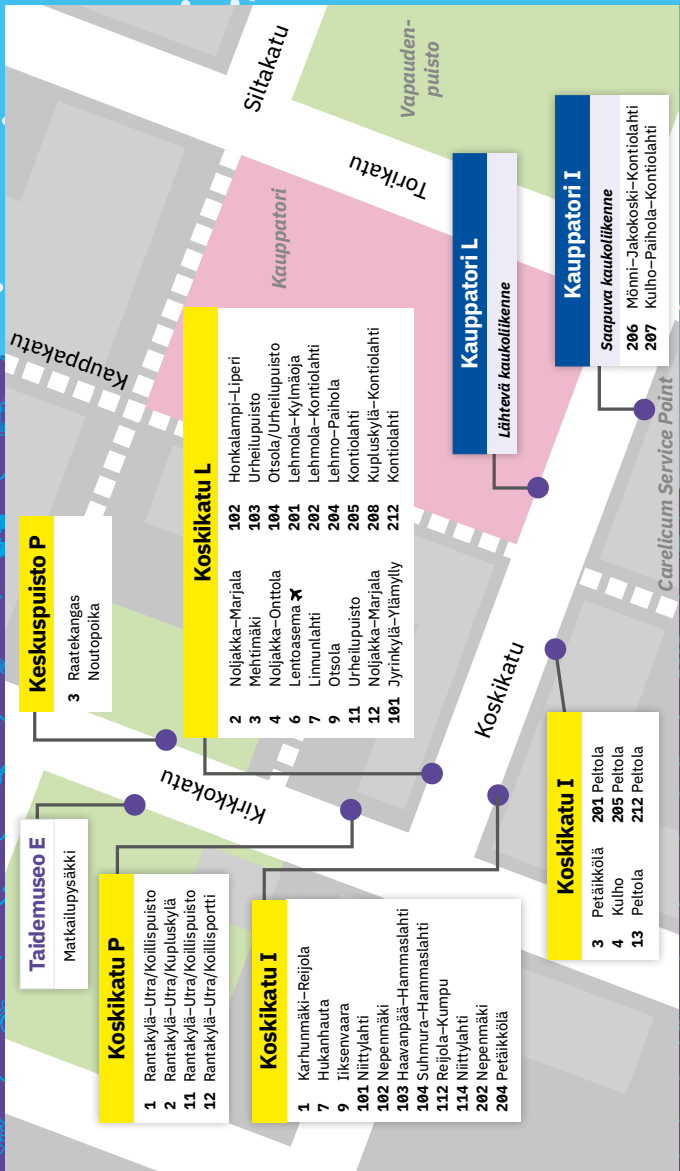 Siltakatu
Vapauden-
puisto
Torikatu
Kauppatori
Kauppakatu
Kauppatori L
Lähtevä kaukoliikenne
Kauppatori I
Saapuva kaukoliikenne
206 Mönni–Jakokoski–Kontiolahti
207 Kulho–Paihola–Kontiolahti
Carelicum Service Point
Keskuspuisto P
3 Raatekangas
Noutopoika
Koskikatu L
2 Noljakka–Marjala
3 Mehtimäki
4 Noljakka–Onttola
6 Lentoasema
7 Linnunlahti
9 Otsola
11 Urheilupuisto
12 Noljakka–Marjala
101 Jyrinkylä–Ylämylly
102 Honkalampi–Liperi
103 Urheilupuisto
104 Otsola/Urheilupuisto
201 Lehmola–Kylmäoja
202 Lehmola–Kontiolahti
204 Lehmo–Paihola
205 Kontiolahti
208 Kupluskylä–Kontiolahti
212 Kontiolahti
Koskikatu
Kirkkokatu
Taidemuseo E
Matkailupysäkki
Koskikatu P
1 Rantakylä–Utra/Koillispuisto
2 Rantakylä–Utra/Kupluskylä
11 Rantakylä–Utra/Koillispuisto
12 Rantakylä–Utra/Koillisportti
Koskikatu I
1 Karhunmäki–Reijola
7 Hukanhauta
9 Iiksenvaara
101 Niittylahti
102 Nepenmäki
103 Haavanpää–Hammaslahti
104 Suhmura–Hammaslahti
112 Reijola–Kumpu
114 Niittylahti
202 Nepenmäki
204 Petäikkölä
Koskikatu I
3 Petäikkölä
4 Kulho
13 Peltola
201 Peltola
205 Peltola
212 Peltola